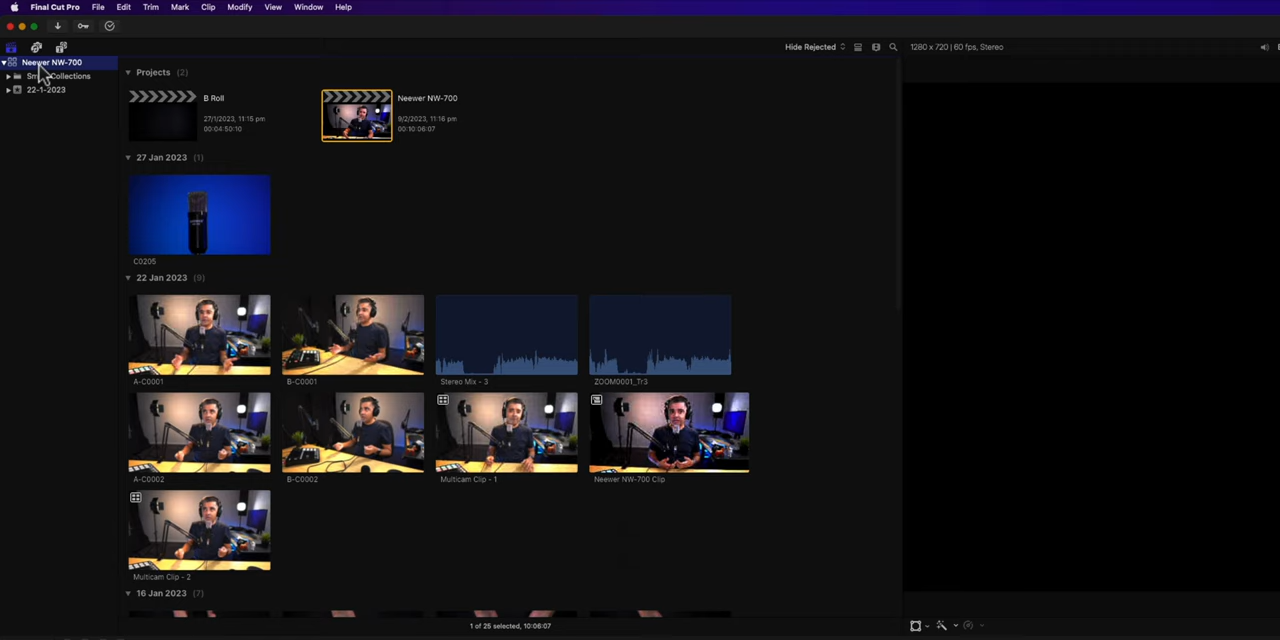 Final Cut Pro File Edit Trim Mark Clip Modify View Window Help
Hide Rejected
1280 x 720 | 60 fps, Stereo
Neewer NW-700
Collections
22-1-2023
Projects (2)
B Roll
27/1/2023, 11:15 pm
00:04:50:10
Neewer NW-700
9/2/2023, 11:16 pm
00:10:06:07
27 Jan 2023 (1)
C0205
22 Jan 2023 (9)
A-C0001
B-C0001
Stereo Mix - 3
ZOOM0001_Tr3
A-C0002
B-C0002
Multicam Clip - 1
Neewer NW-700 Clip
Multicam Clip - 2
16 Jan 2023 (7)
1 of 25 selected, 10:06:07